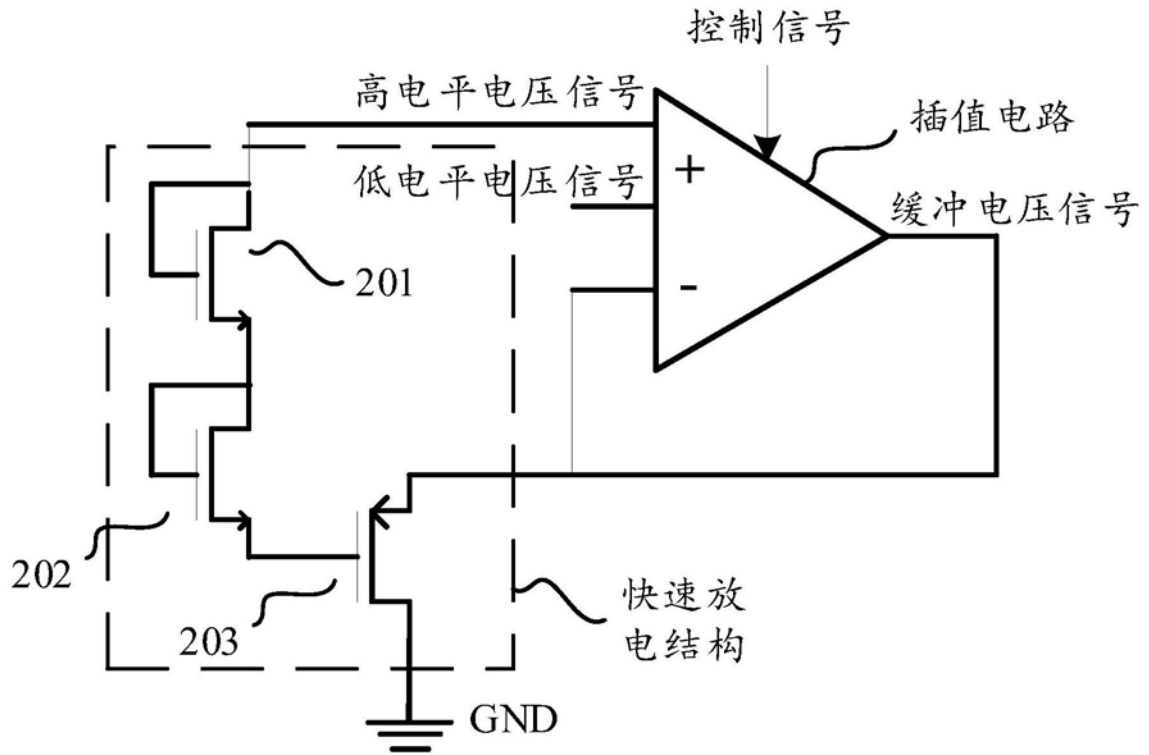 控制信号
高电平电压信号
插值电路
+
低电平电压信号
缓冲电压信号
-
201
202
203
快速放
电结构
GND